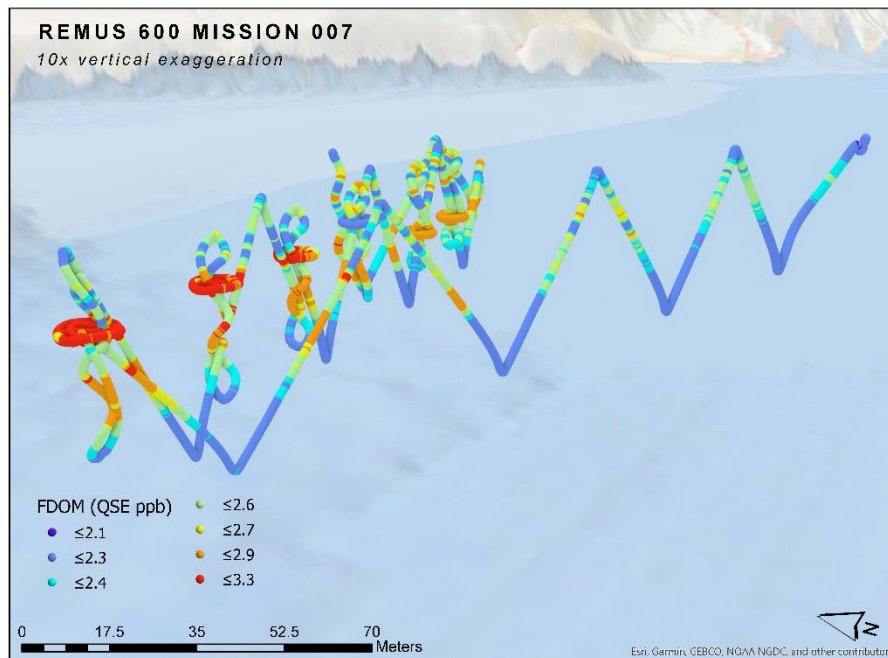 REMUS 600 MISSION 007
10x vertical exaggeration
FDOM (QSE ppb)
≤2.1
≤2.3
≤2.4
≤2.6
≤2.7
≤2.9
≤3.3
0 17.5 35 52.5 70
Meters
N
Esri, Garmin, GEBCO, NOAA NGDC, and other contributor